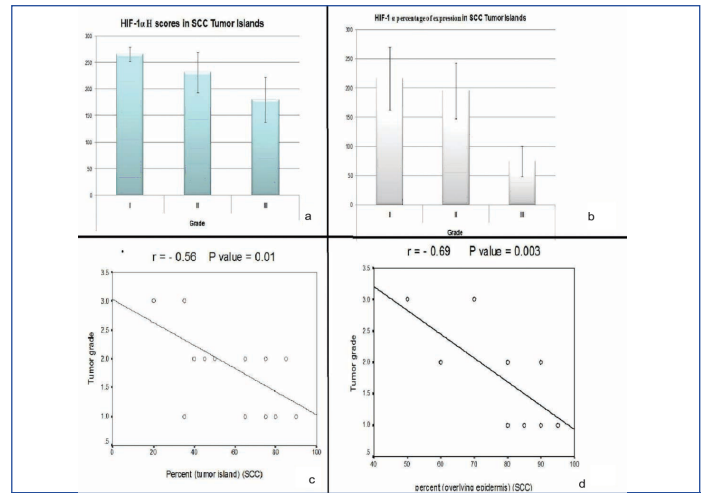 HIF-1α H scores in SCC Tumor Islands
300
250
200
150
100
50
0
I II III
Grade
a
HIF-1 α percentage of expression in SCC Tumor Islands
300
250
200
150
100
50
0
I II III
Grade
b
r = - 0.56 P value = 0.01
3.5
3.0
2.5
2.0
1.5
1.0
.5
Tumor grade
0 20 40 60 80 100
Percent (tumor island) (SCC)
c
r = - 0.69 P value = 0.003
3.5
3.0
2.5
2.0
1.5
1.0
.5
Tumor grade
40 50 60 70 80 90 100
percent (overlying epidermis) (SCC)
d